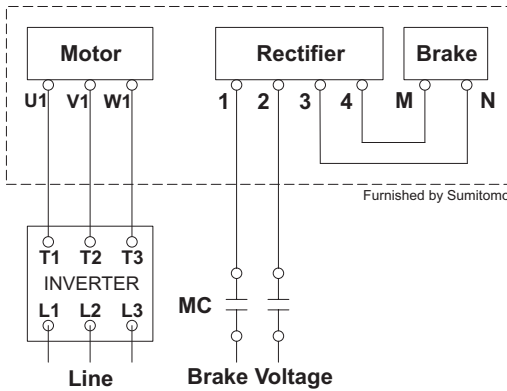 Motor Rectifier Brake
U1 V1 W1 1 2 3 4 M N
Furnished by Sumitomo
T1 T2 T3
INVERTER
L1 L2 L3
MC
Line Brake Voltage